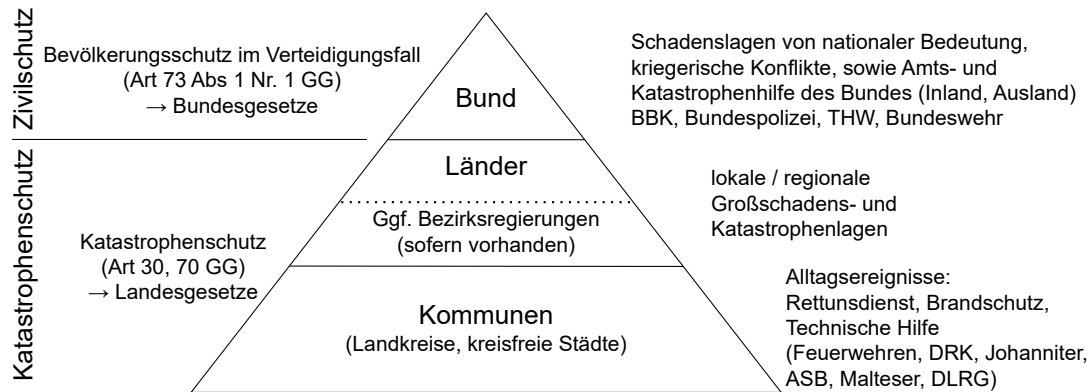 Zivilschutz
Bevölkerungsschutz im Verteidigungsfall
(Art 73 Abs 1 Nr. 1 GG)
→ Bundesgesetze
Bund
Schadenslagen von nationaler Bedeutung,
kriegerische Konflikte, sowie Amts- und
Katastrophenhilfe des Bundes (Inland, Ausland)
BBK, Bundespolizei, THW, Bundeswehr
Katastrophenschutz
Katastrophenschutz
(Art 30, 70 GG)
→ Landesgesetze
Länder
Ggf. Bezirksregierungen
(sofern vorhanden)
lokale / regionale
Großschadens- und
Katastrophenlagen
Kommunen
(Landkreise, kreisfreie Städte)
Alltagsereignisse:
Rettunsdienst, Brandschutz,
Technische Hilfe
(Feuerwehren, DRK, Johanniter,
ASB, Malteser, DLRG)